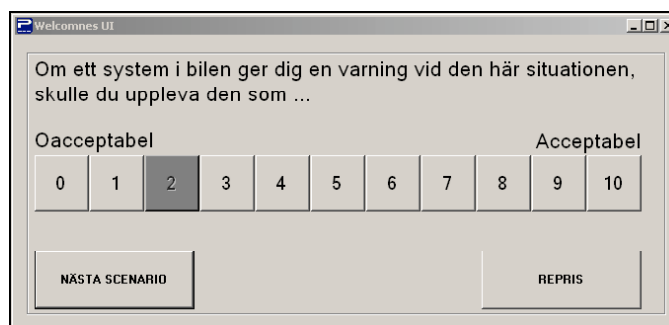 Welcomnes UI
Om ett system i bilen ger dig en varning vid den här situationen,
skulle du uppleva den som ...
Oacceptabel Acceptabel
0 1 2 3 4 5 6 7 8 9 10
NÄSTA SCENARIO REPRIS